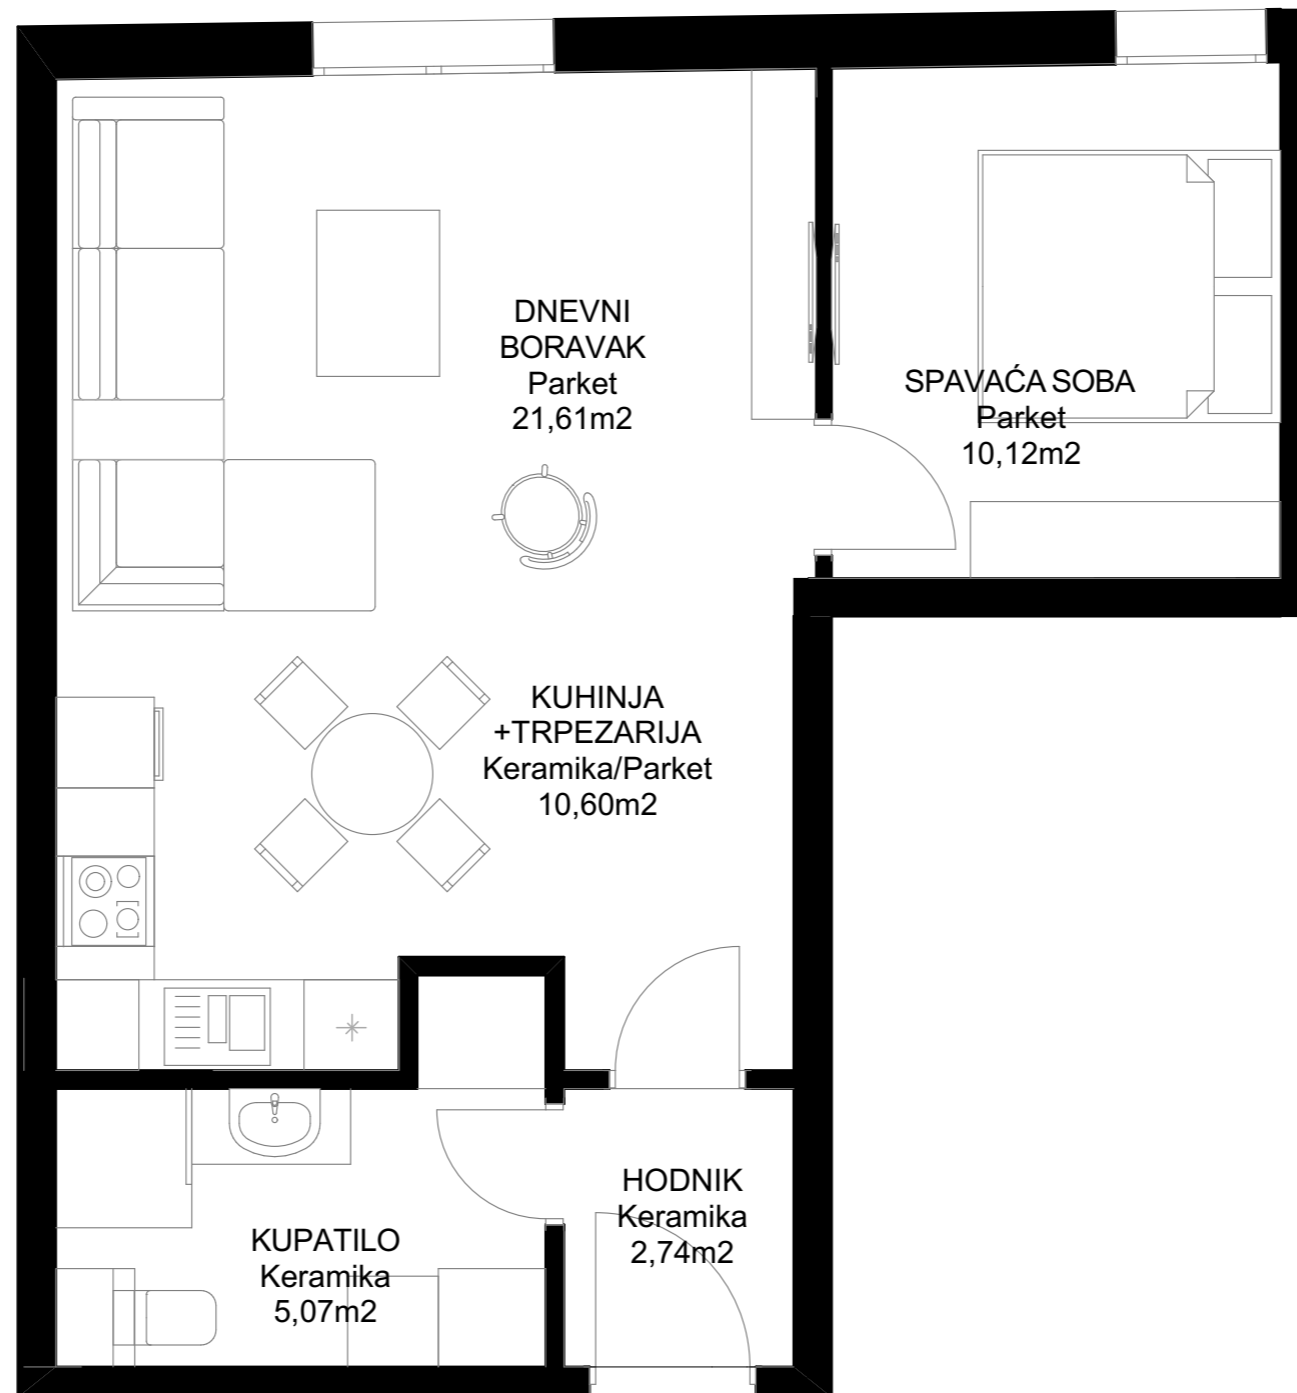 DNEVNI
BORAVAK
Parket
21,61m2
SPAVAĆA SOBA
Parket
10,12m2
KUHINJA
+TRPEZARIJA
Keramika/Parket
10,60m2
HODNIK
Keramika
2,74m2
KUPATILO
Keramika
5,07m2